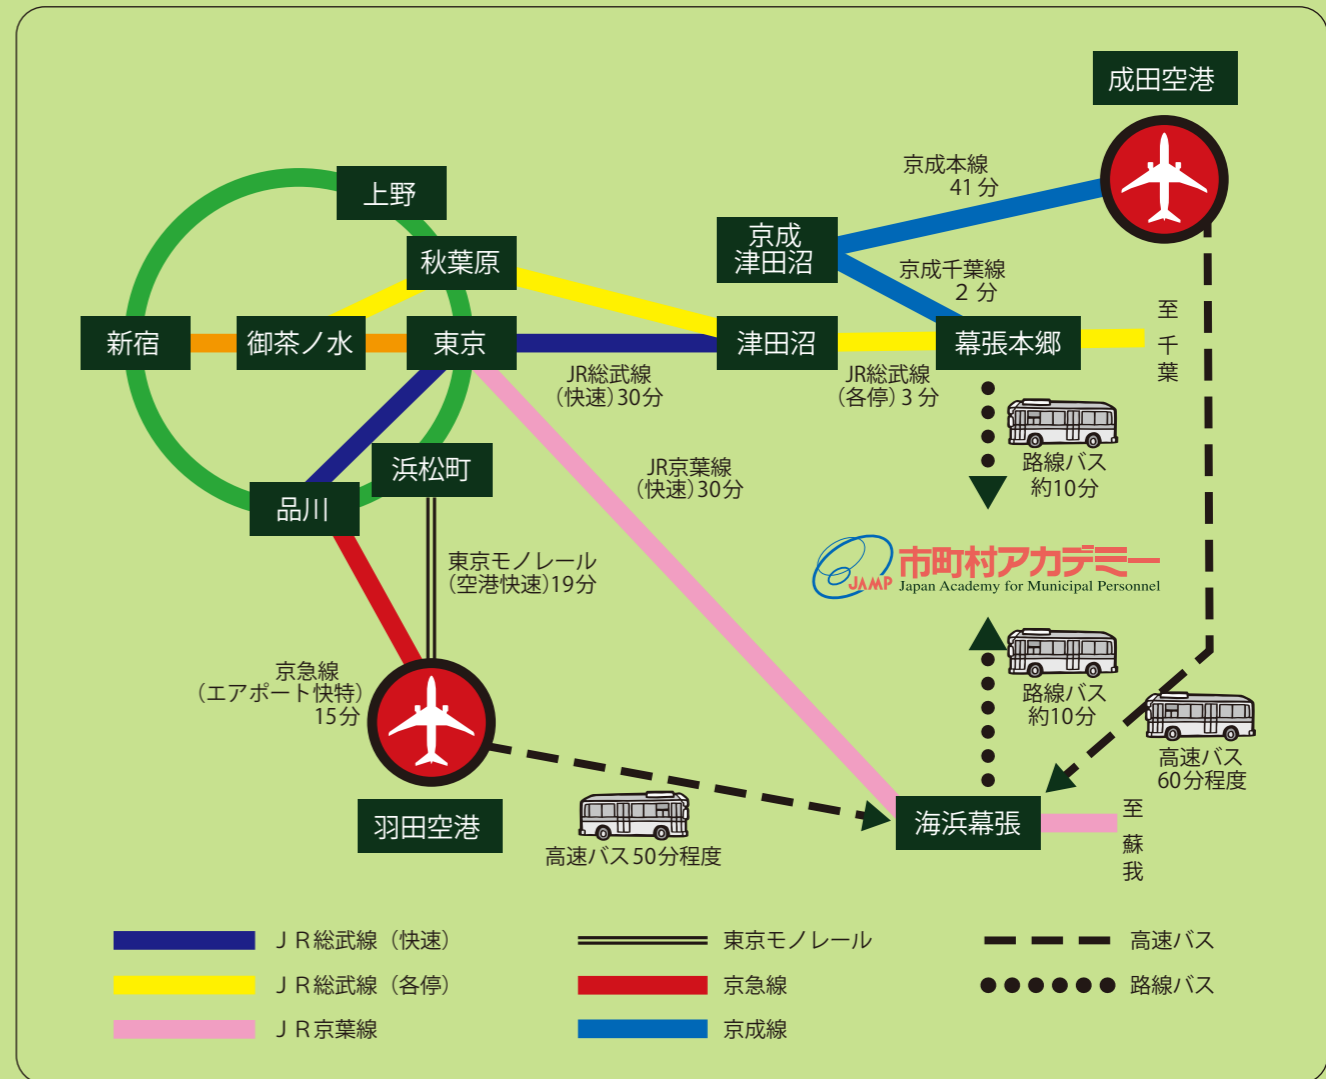 成田空港
京成本線
41分
上野
京成
津田沼
秋葉原
京成千葉線
2分
至千葉
新宿
御茶ノ水
東京
津田沼
幕張本郷
JR総武線
(快速)30分
JR総武線
(各停)3分
路線バス
約10分
浜松町
JR京葉線
(快速)30分
品川
東京モノレール
(空港快速)19分
JAMP
市町村アカデミー
Japan Academy for Municipal Personnel
京急線
(エアポート快特)
15分
路線バス
約10分
高速バス
60分程度
羽田空港
高速バス50分程度
海浜幕張
至蘇我
JR総武線(快速)
東京モノレール
高速バス
JR総武線(各停)
京急線
路線バス
JR京葉線
京成線